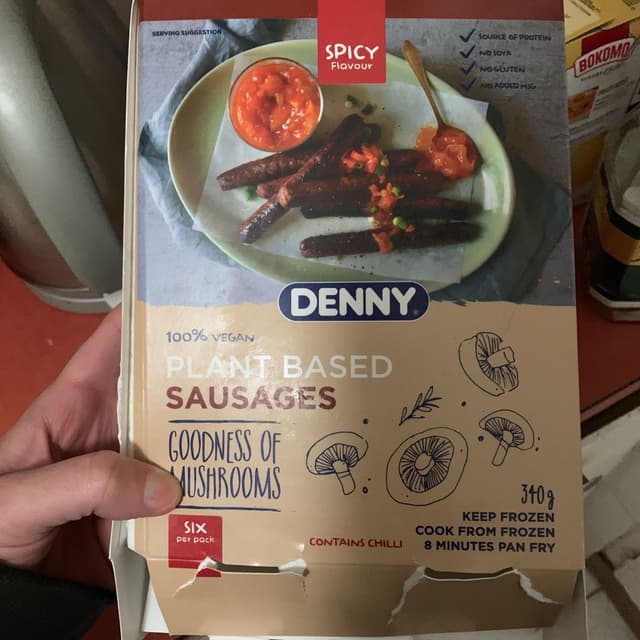 SERVING SUGGESTION
SPICY
Flavour
SOURCE OF PROTEIN
NO SOYA
NO GLUTEN
NO ADDED MSG
BOKOMO
DENNY
100% VEGAN
PLANT BASED
SAUSAGES
GOODNESS OF
MUSHROOMS
340g
KEEP FROZEN
COOK FROM FROZEN
8 MINUTES PAN FRY
SIX
per pack
CONTAINS CHILLI